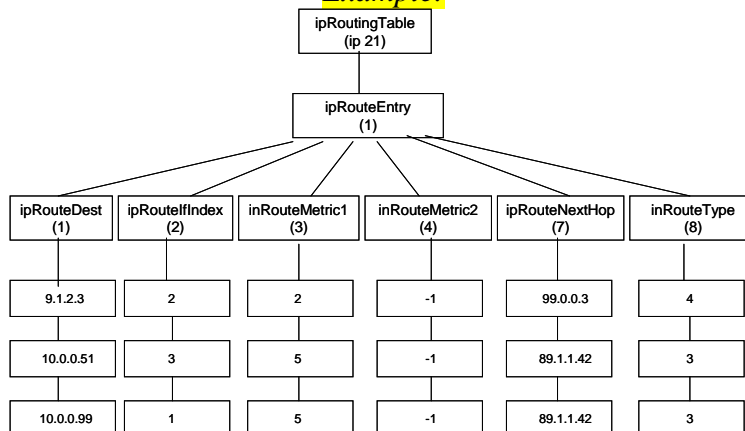 Example:
ipRoutingTable
(ip 21)
ipRouteEntry
(1)
ipRouteDest
(1)
ipRouteIfIndex
(2)
inRouteMetric1
(3)
inRouteMetric2
(4)
ipRouteNextHop
(7)
inRouteType
(8)
9.1.2.3
2
2
-1
99.0.0.3
4
10.0.0.51
3
5
-1
89.1.1.42
3
10.0.0.99
1
5
-1
89.1.1.42
3